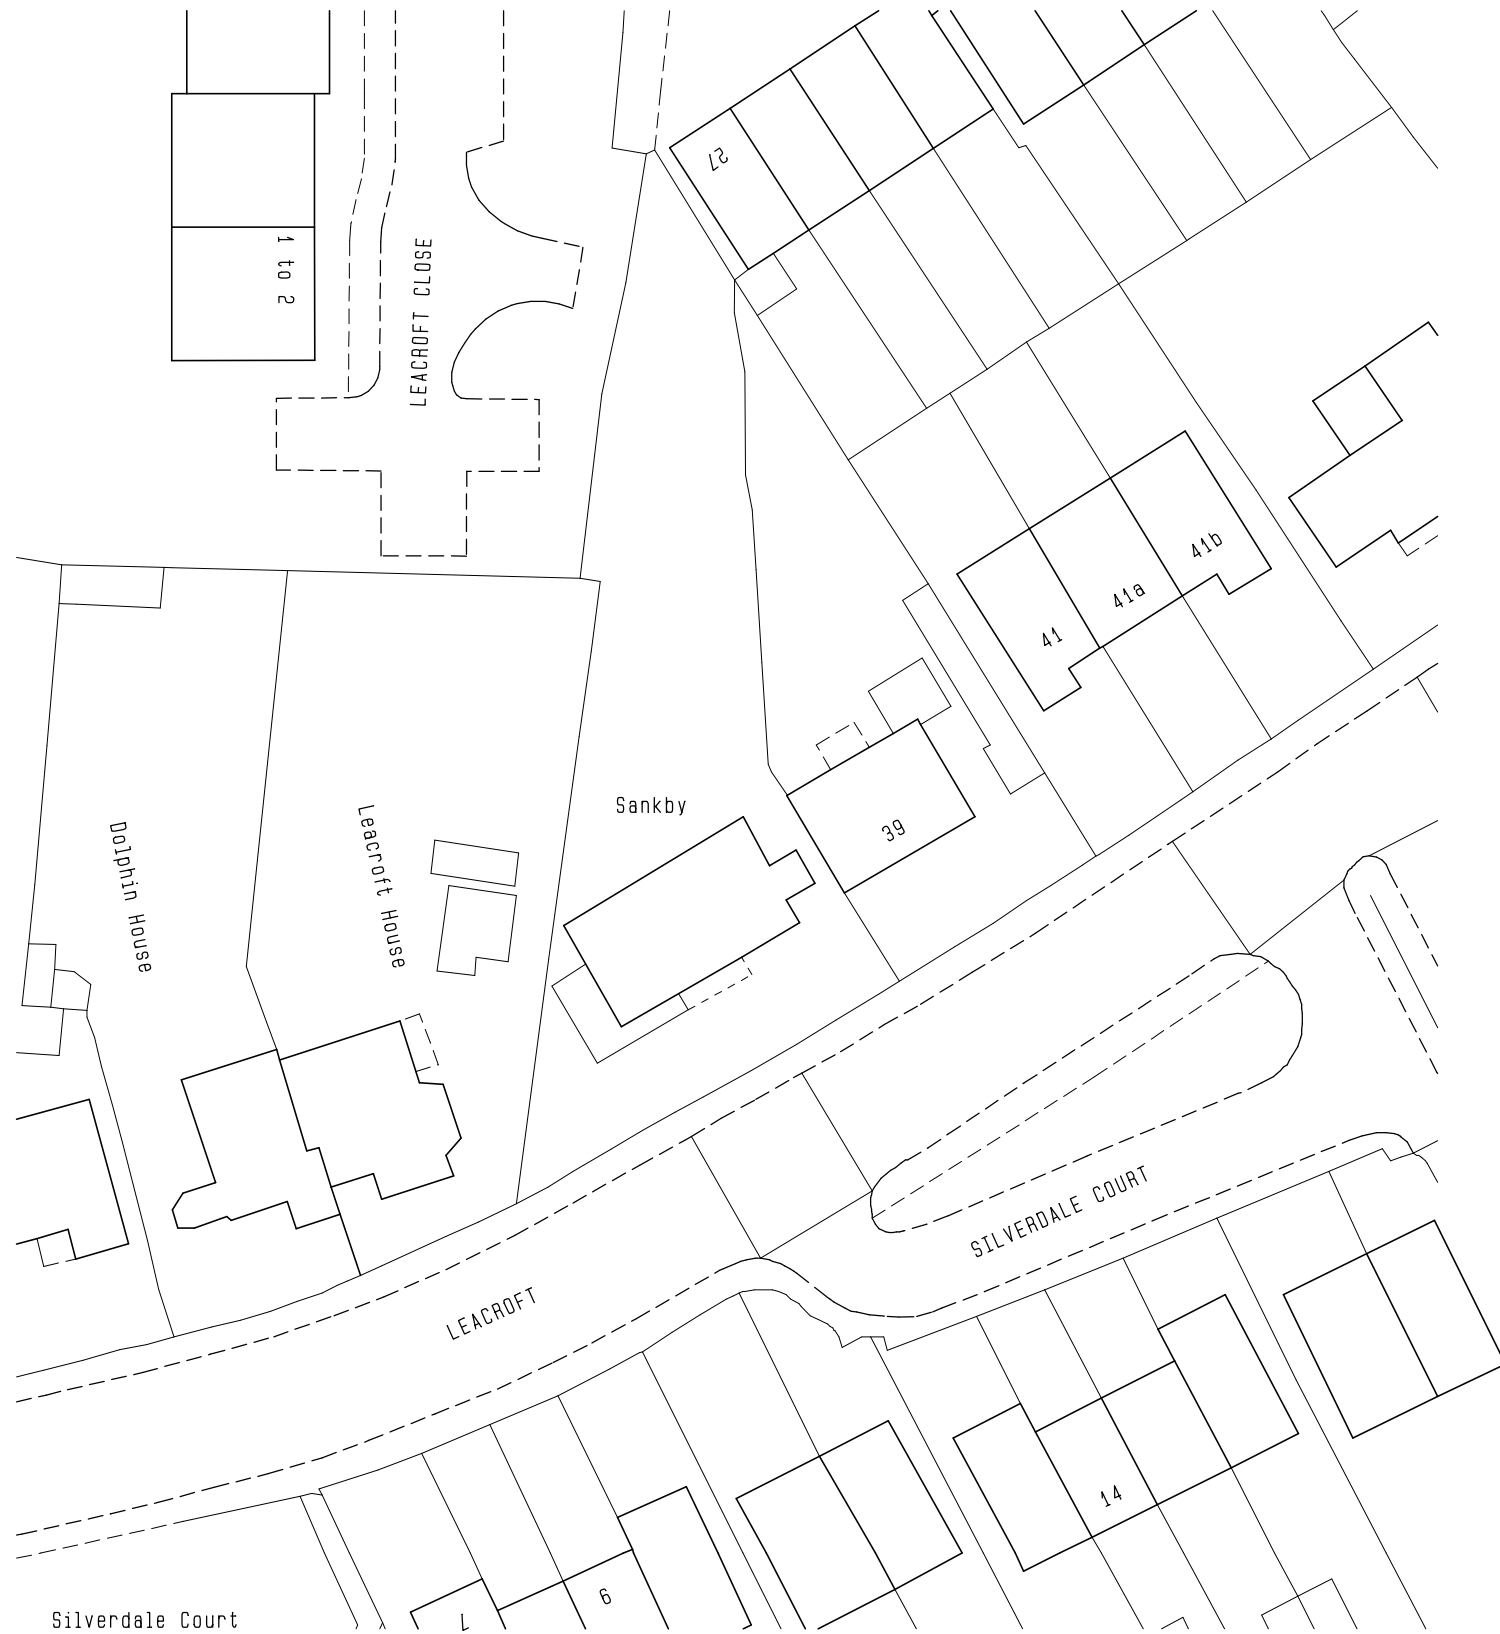 27
1 to 2
LEACROFT CLOSE
41b
41a
41
39
Sankby
Dolphin House
Leacroft House
SILVERDALE COURT
LEACROFT
14
6
7
Silverdale Court